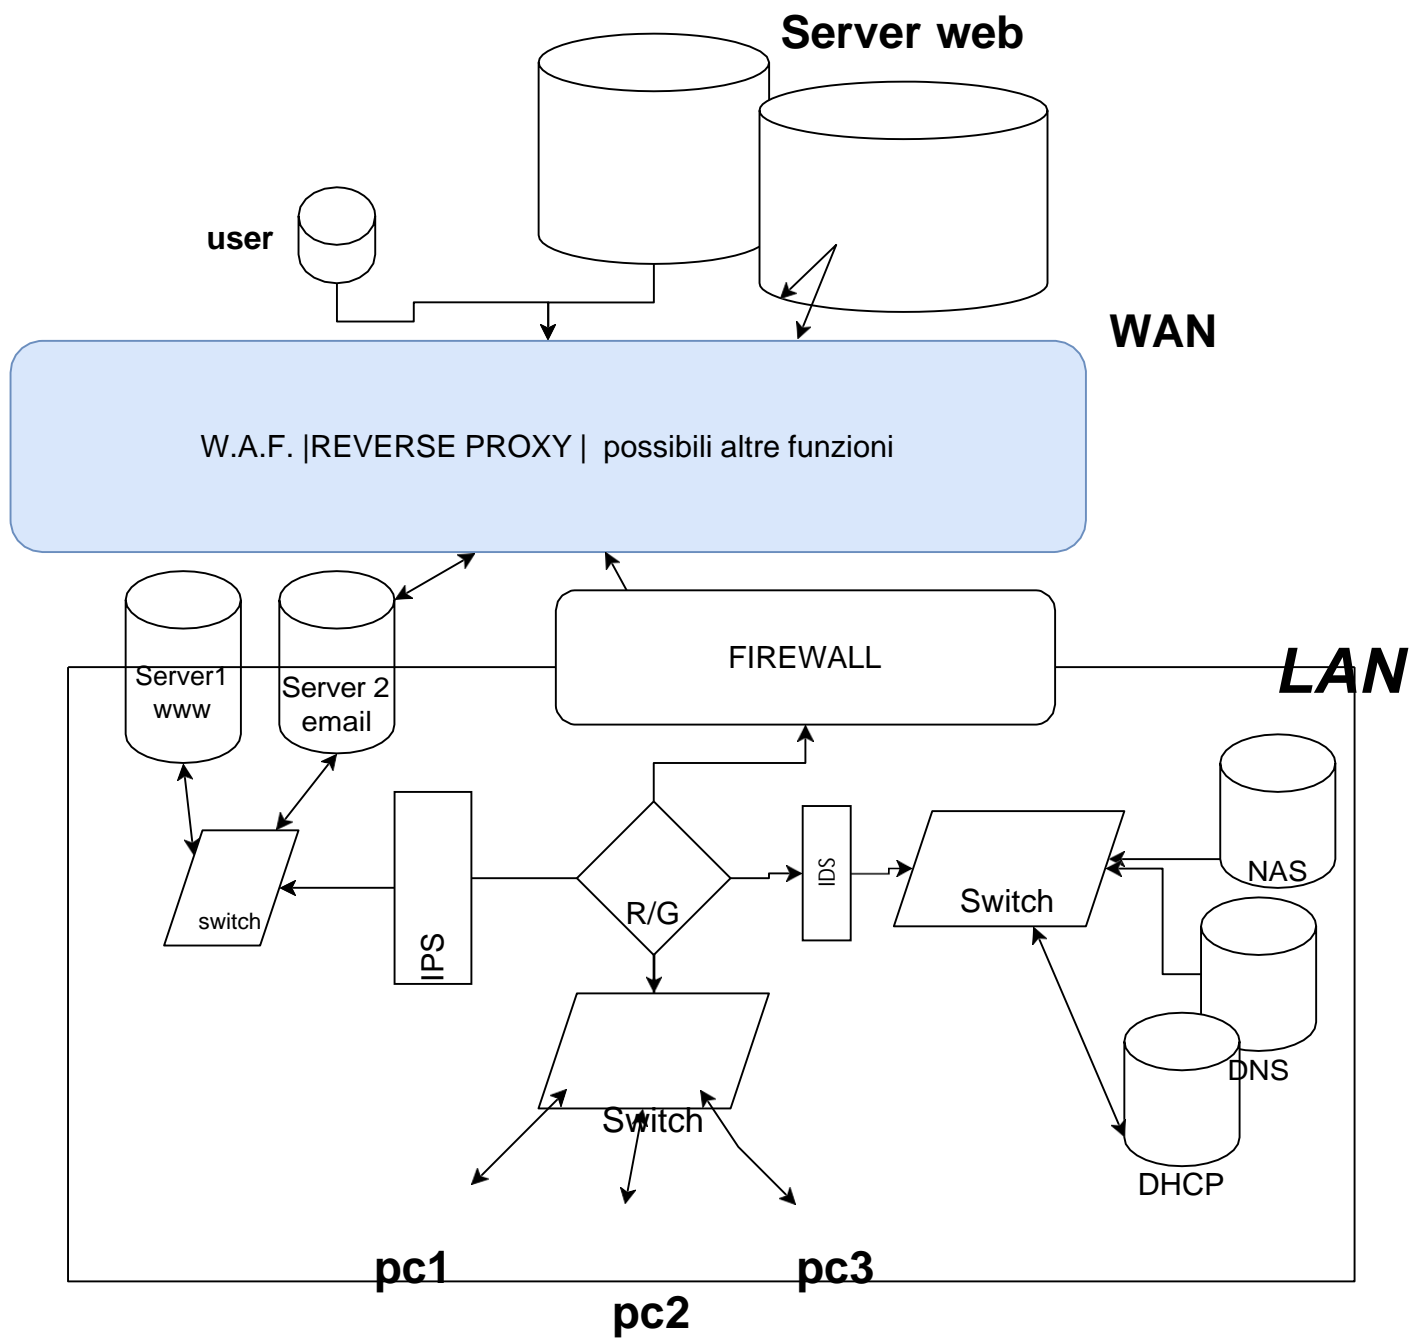 Server web
user
WAN
W.A.F. |REVERSE PROXY | possibili altre funzioni
FIREWALL
LAN
Server1
www
Server 2
email
NAS
IDS
Switch
R/G
switch
IPS
DNS
Switch
DHCP
pc1
pc3
pc2